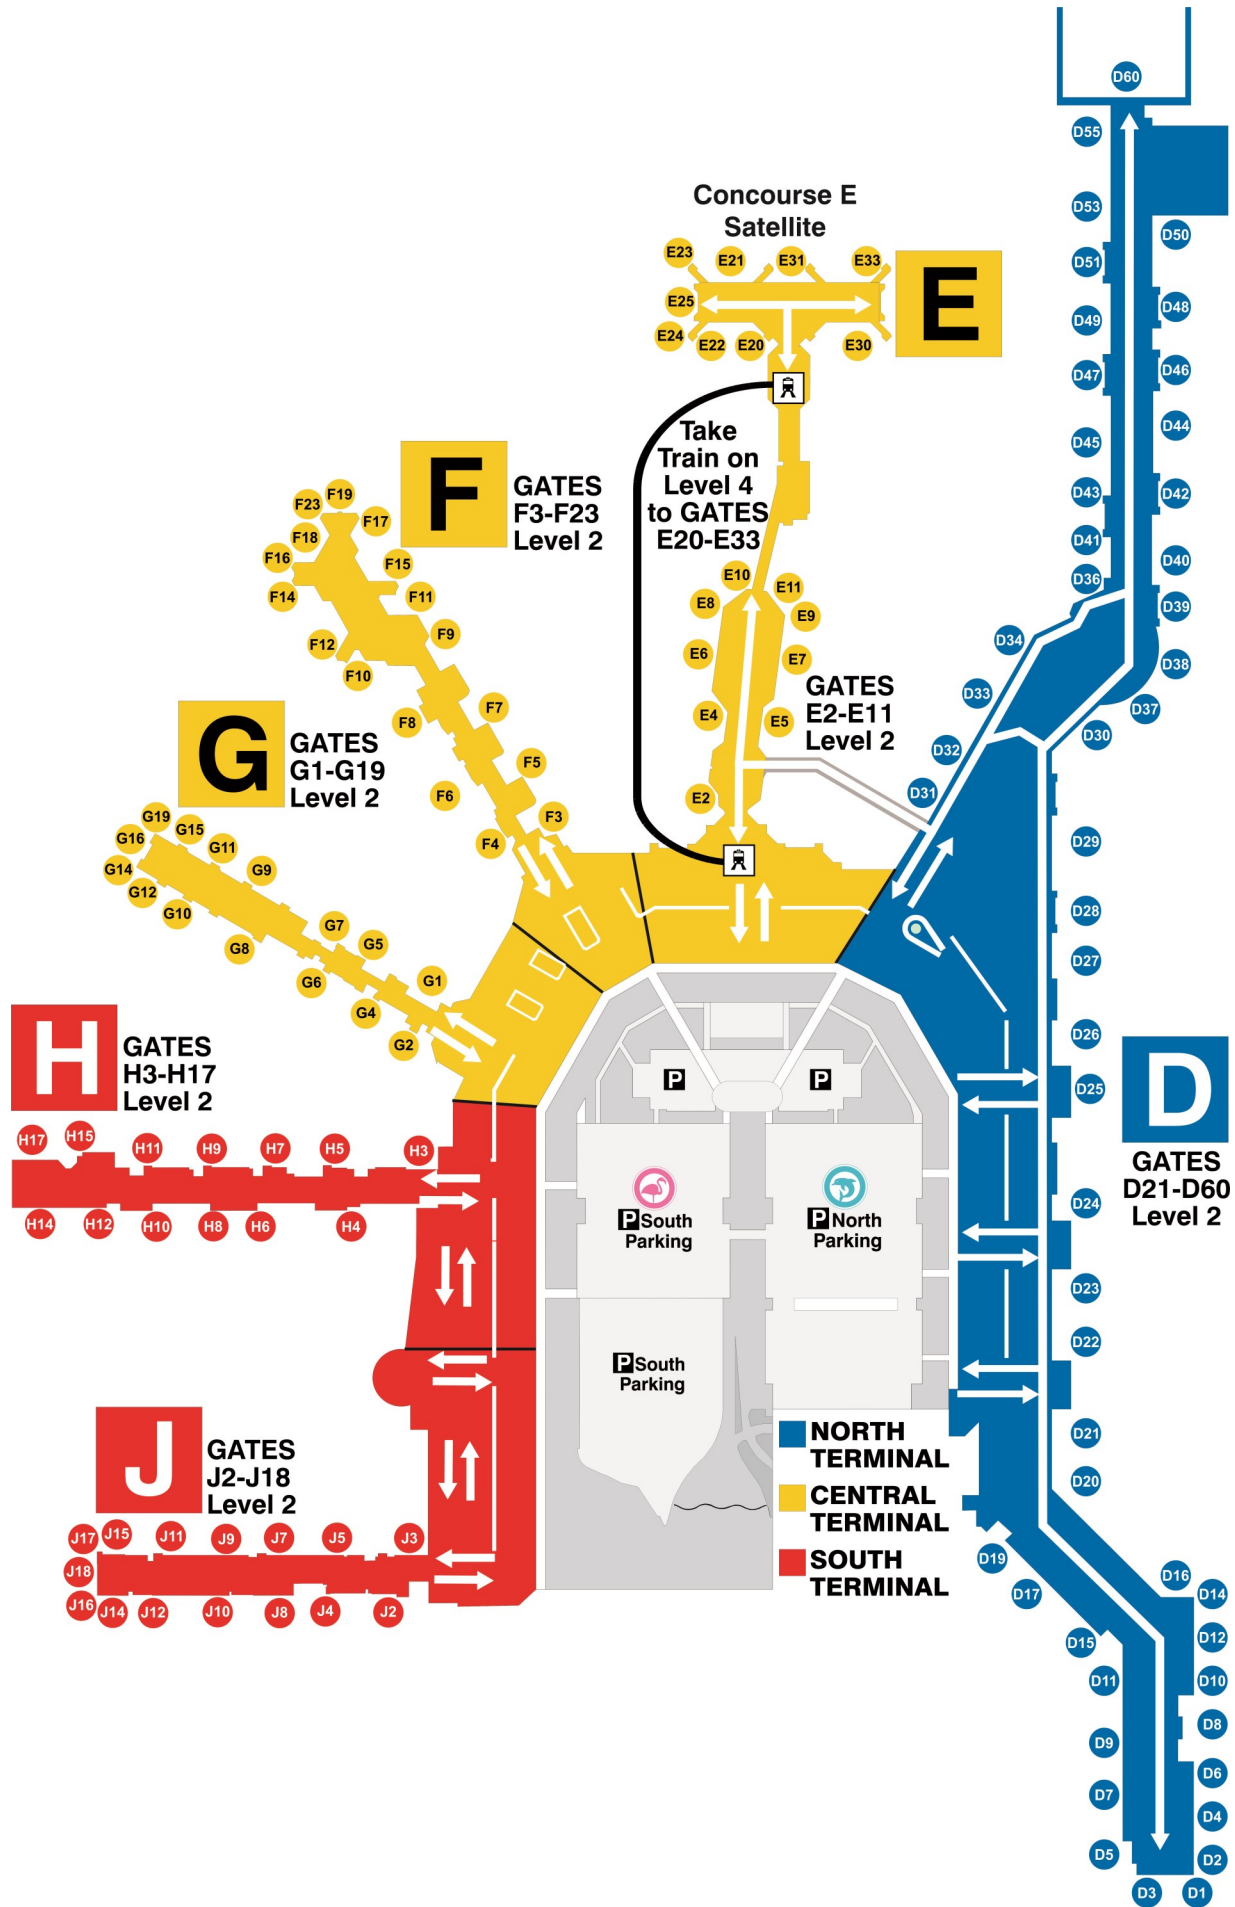 D60
D55
D53
D50
D51
D48
D49
D46
D47
D44
D45
D43
D42
D41
D40
D36
D39
D34
D38
D33
D37
D30
D32
D31
D29
D28
D27
D26
D25
D24
D23
D22
D21
D20
D19
D17
D16
D14
D15
D12
D11
D10
D8
D9
D6
D7
D4
D5
D2
D3
D1
Concourse E
Satellite
E23
E21
E31
E33
E25
E24
E22
E20
E30
E
Take
Train on
Level 4
to GATES
E20-E33
E10
E11
E8
E9
E6
E7
E4
E5
E2
GATES
E2-E11
Level 2
F
GATES
F3-F23
Level 2
F19
F23
F17
F18
F16
F15
F14
F11
F12
F9
F10
F8
F7
F6
F5
F4
F3
G
GATES
G1-G19
Level 2
G19
G16
G15
G14
G11
G12
G9
G10
G8
G7
G5
G6
G4
G1
G2
H
GATES
H3-H17
Level 2
H17
H15
H11
H9
H7
H5
H3
H14
H12
H10
H8
H6
H4
D
GATES
D21-D60
Level 2
P
P
P South
Parking
P North
Parking
P South
Parking
J
GATES
J2-J18
Level 2
J17
J15
J11
J9
J7
J5
J3
J18
J16
J14
J12
J10
J8
J4
J2
NORTH
TERMINAL
CENTRAL
TERMINAL
SOUTH
TERMINAL